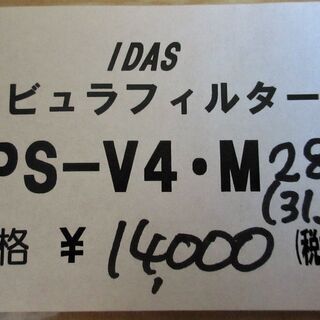 IDAS
ビュラフィルター
PS-V4・M28
(31.
格 ¥ 14,000 (税